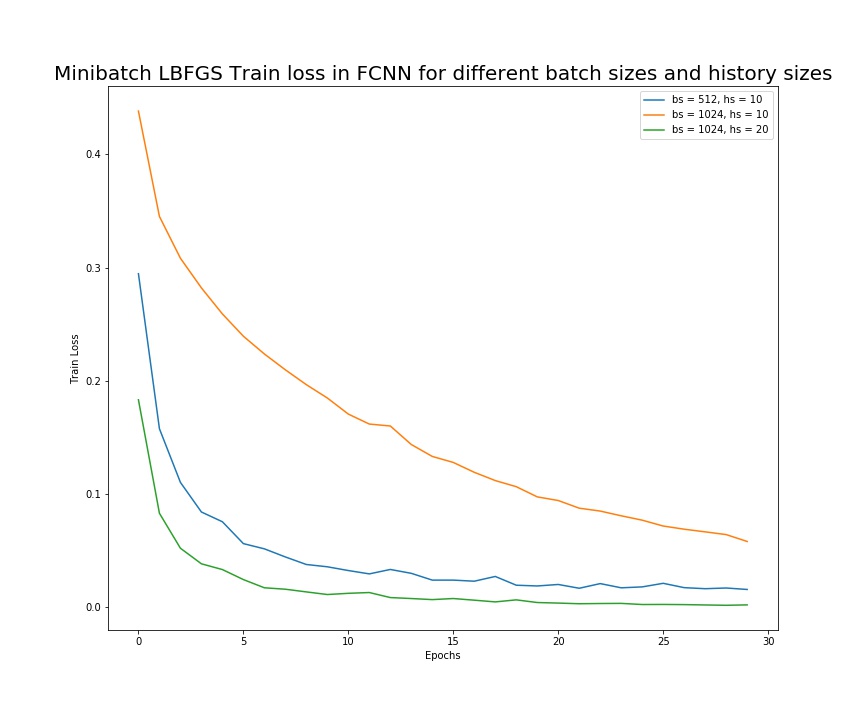 Minibatch LBFGS Train loss in FCNN for different batch sizes and history sizes
bs = 512, hs = 10
bs = 1024, hs = 10
bs = 1024, hs = 20
0.4
0.3
0.2
0.1
0.0
Train Loss
0 5 10 15 20 25 30
Epochs